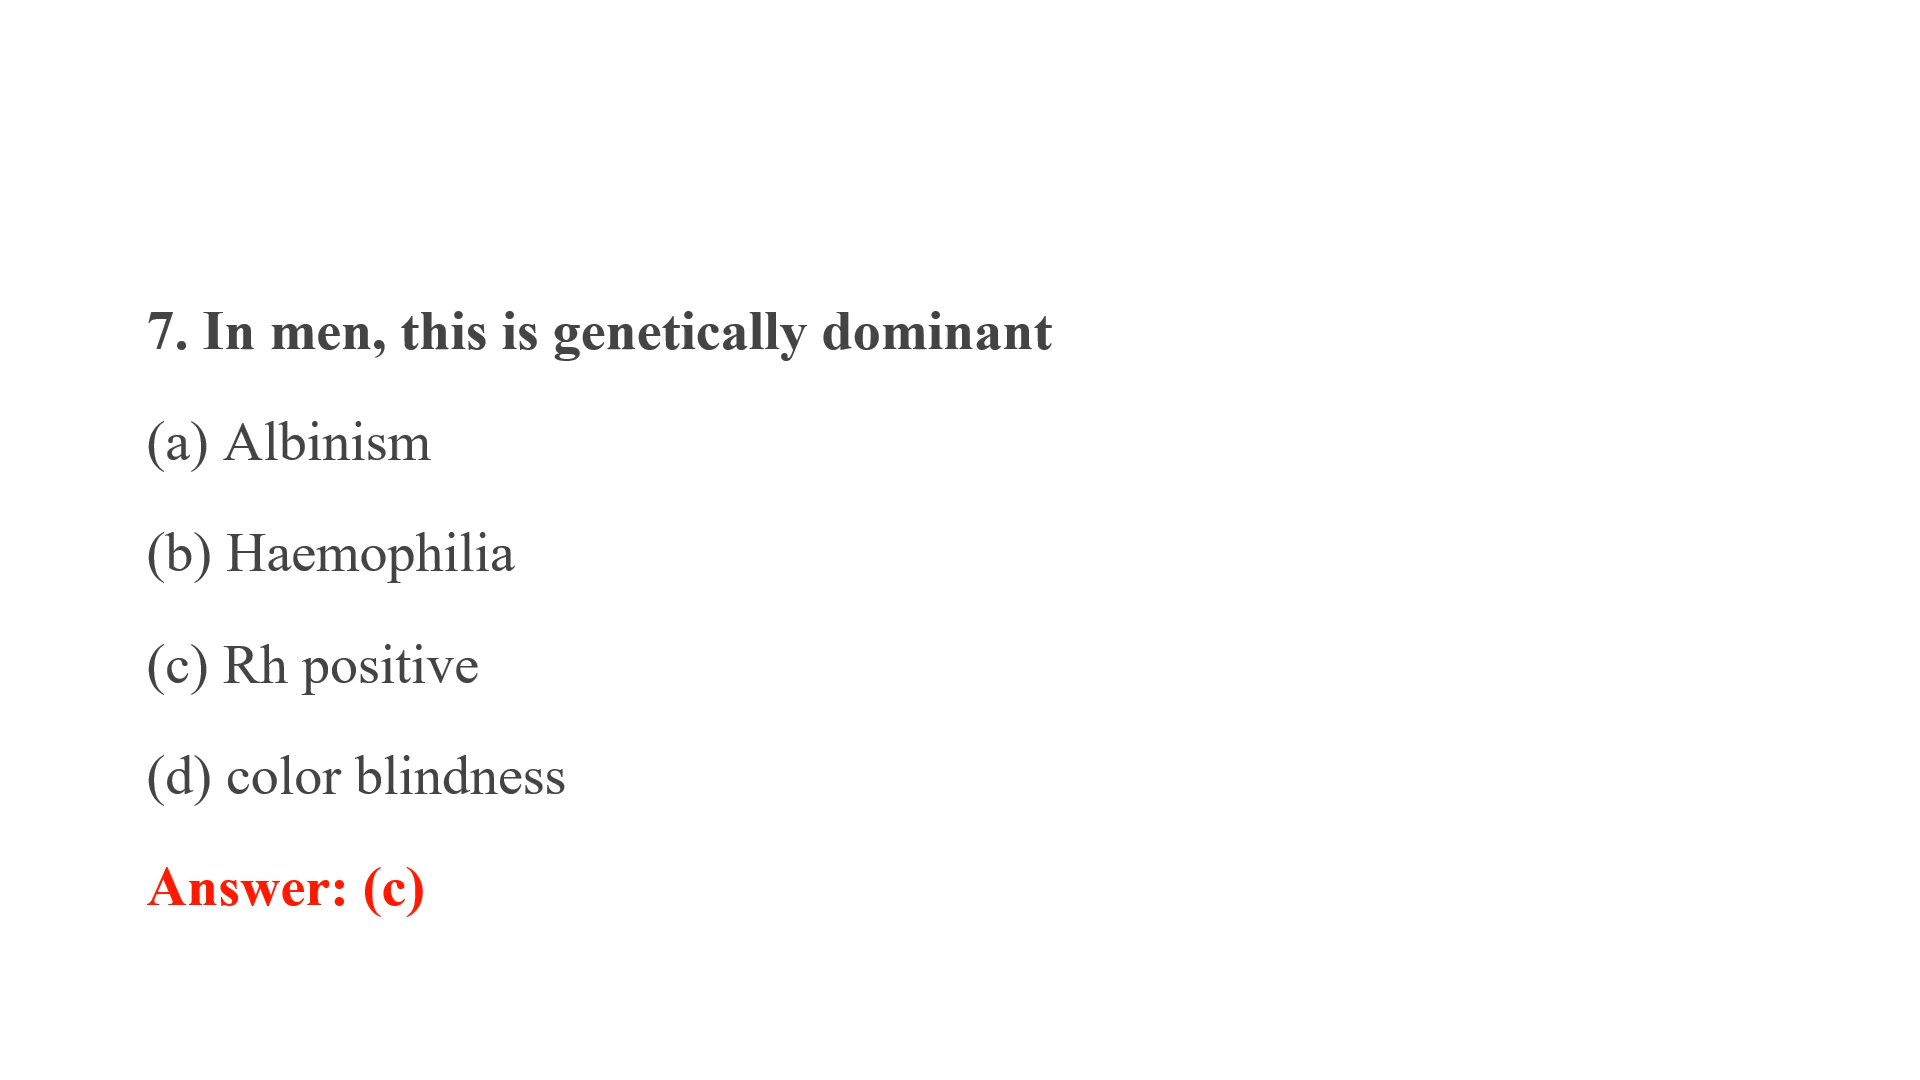 7. In men, this is genetically dominant
(a) Albinism
(b) Haemophilia
(c) Rh positive
(d) color blindness
Answer: (c)